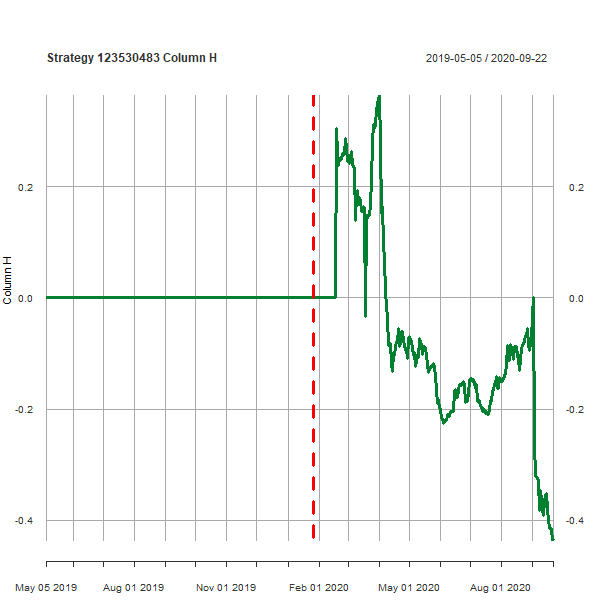 Strategy 123530483 Column H
2019-05-05 / 2020-09-22
Column H
0.2
0.0
-0.2
-0.4
0.2
0.0
-0.2
-0.4
May 05 2019
Aug 01 2019
Nov 01 2019
Feb 01 2020
May 01 2020
Aug 01 2020